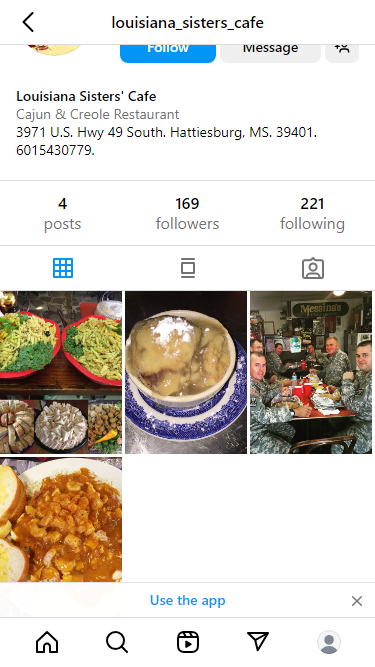 louisiana_sisters_cafe
Follow
Message
Louisiana Sisters' Cafe
Cajun & Creole Restaurant
3971 U.S. Hwy 49 South. Hattiesburg, MS. 39401.
6015430779.
4
posts
169
followers
221
following
Messina's
Use the app